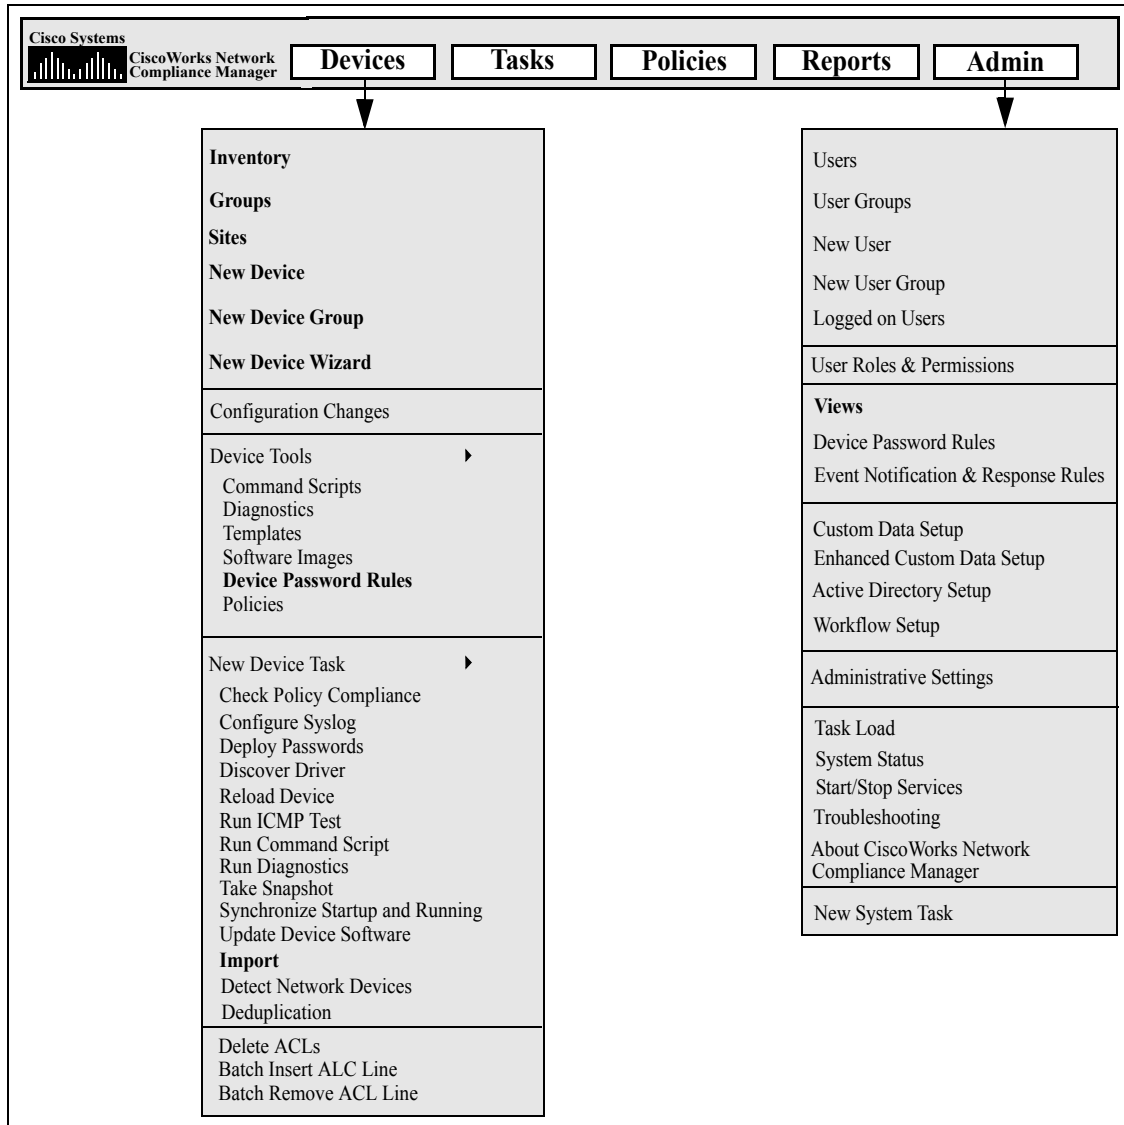 Cisco Systems
CiscoWorks Network
Compliance Manager
Devices
Tasks
Policies
Reports
Admin
Inventory
Groups
Sites
New Device
New Device Group
New Device Wizard
Configuration Changes
Device Tools
Command Scripts
Diagnostics
Templates
Software Images
Device Password Rules
Policies
New Device Task
Check Policy Compliance
Configure Syslog
Deploy Passwords
Discover Driver
Reload Device
Run ICMP Test
Run Command Script
Run Diagnostics
Take Snapshot
Synchronize Startup and Running
Update Device Software
Import
Detect Network Devices
Deduplication
Delete ACLs
Batch Insert ALC Line
Batch Remove ACL Line
Users
User Groups
New User
New User Group
Logged on Users
User Roles & Permissions
Views
Device Password Rules
Event Notification & Response Rules
Custom Data Setup
Enhanced Custom Data Setup
Active Directory Setup
Workflow Setup
Administrative Settings
Task Load
System Status
Start/Stop Services
Troubleshooting
About CiscoWorks Network
Compliance Manager
New System Task